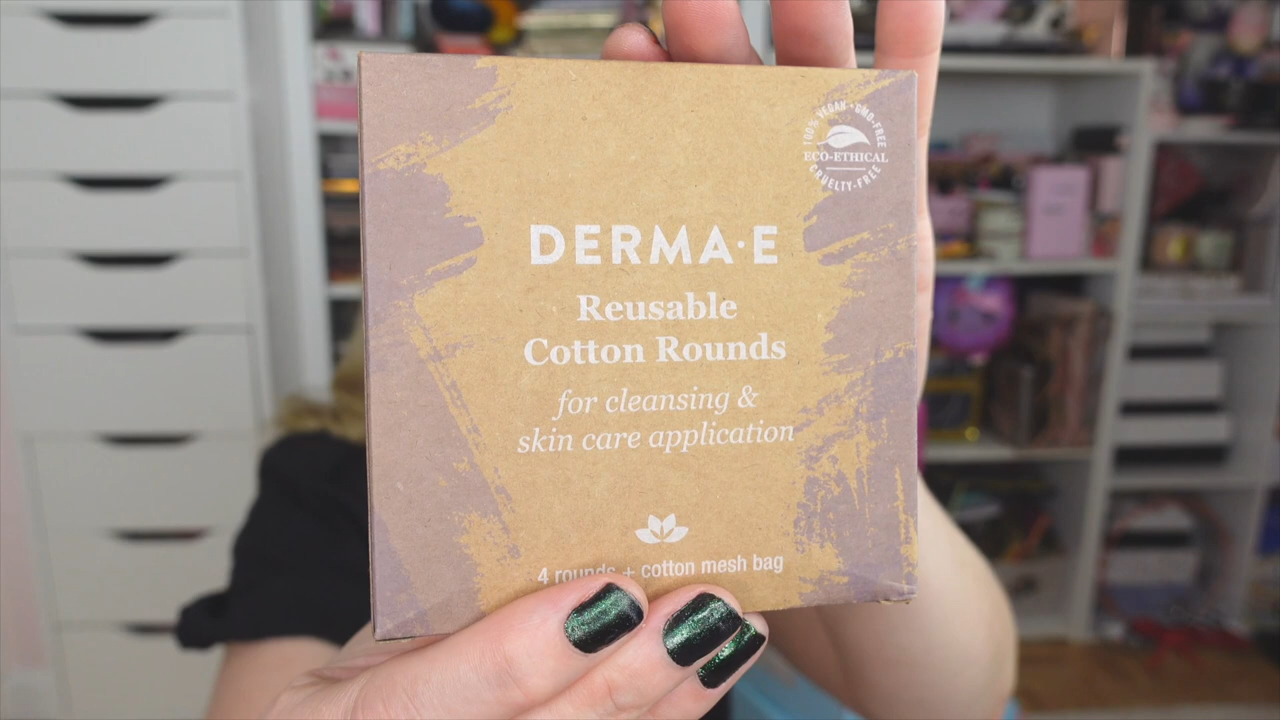 100% VEGAN • GMO-FREE
ECO-ETHICAL
CRUELTY-FREE
DERMA·E
Reusable
Cotton Rounds
for cleansing &
skin care application
4 rounds + cotton mesh bag